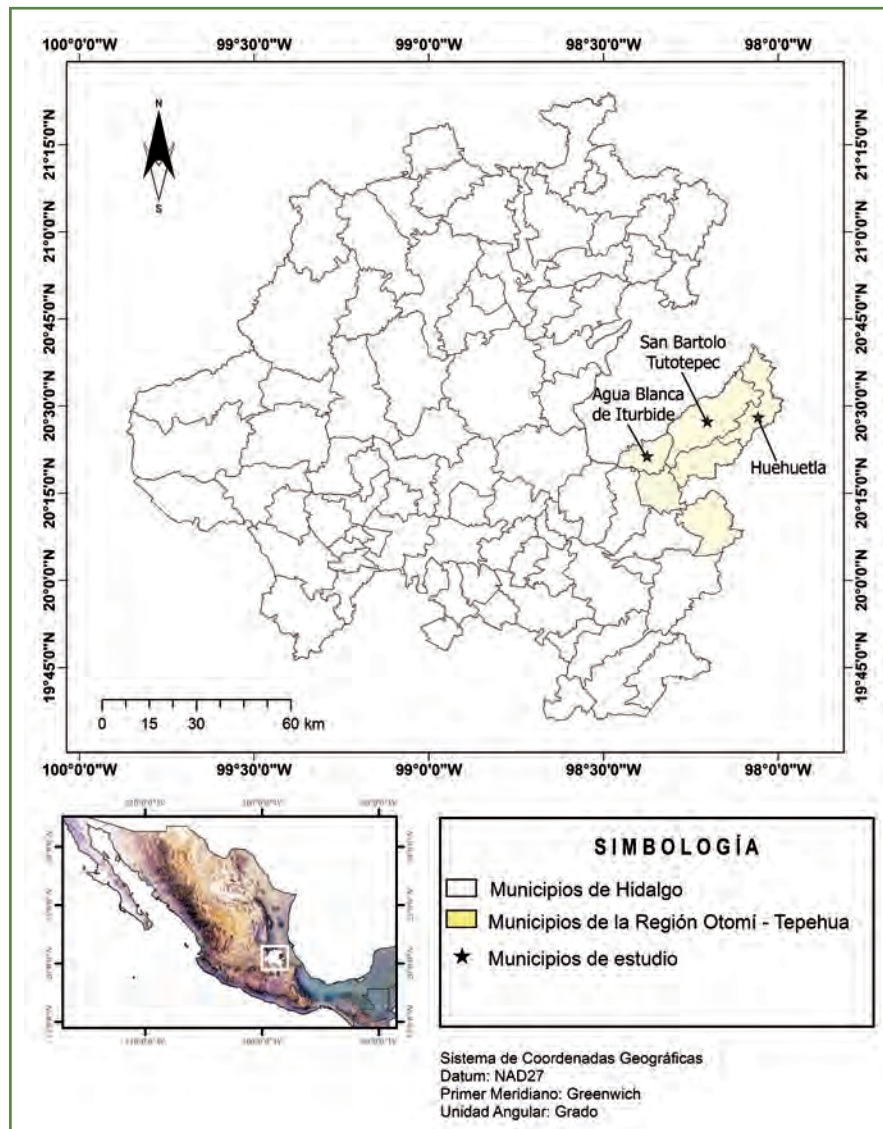 100°0'0"W 99°30'0"W 99°0'0"W 98°30'0"W 98°0'0"W
N
S
21°15'0"N 21°15'0"N
21°0'0"N 21°0'0"N
20°45'0"N 20°45'0"N
San Bartolo
Tutotepec
Agua Blanca
de Iturbide
20°30'0"N 20°30'0"N
Huehuetla
20°15'0"N 20°15'0"N
20°0'0"N 20°0'0"N
19°45'0"N 19°45'0"N
0 15 30 60 km
100°0'0"W 99°30'0"W 99°0'0"W 98°30'0"W 98°0'0"W
SIMBOLOGÍA
Municipios de Hidalgo
Municipios de la Región Otomí - Tepehua
Municipios de estudio
Sistema de Coordenadas Geográficas
Datum: NAD27
Primer Meridiano: Greenwich
Unidad Angular: Grado